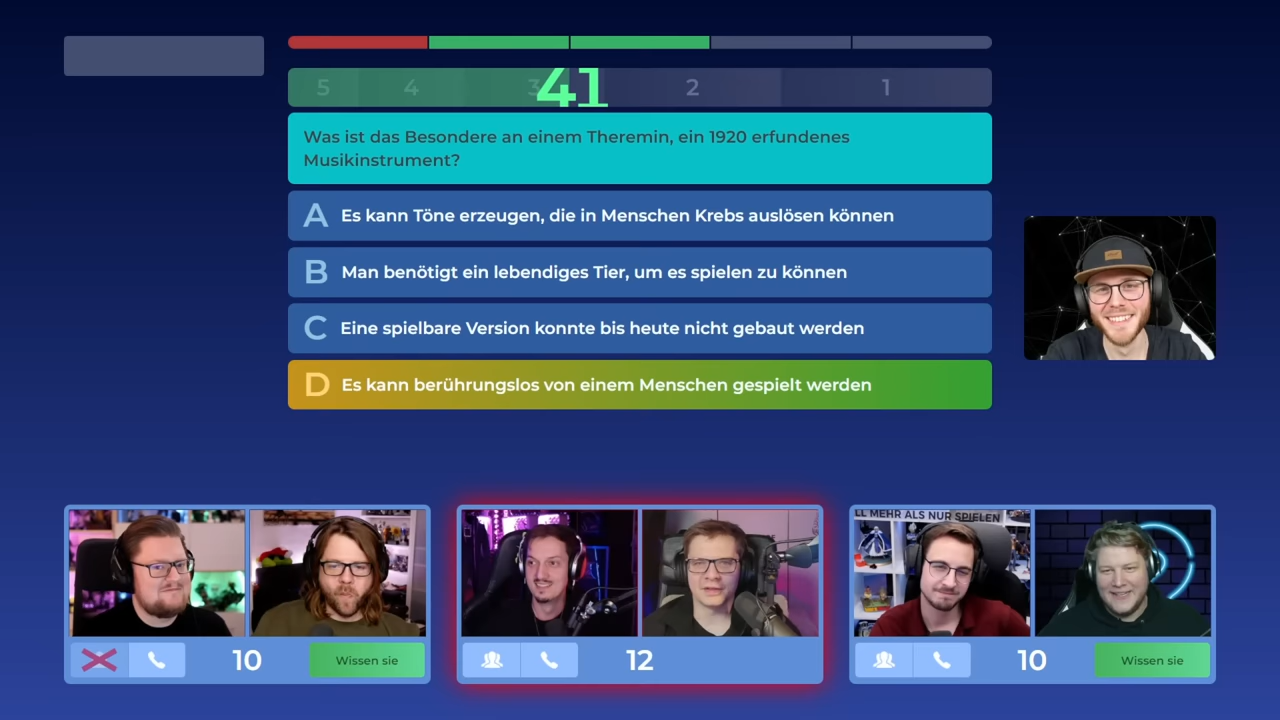 5 4 3 41 2 1
Was ist das Besondere an einem Theremin, ein 1920 erfundenes
Musikinstrument?
A Es kann Töne erzeugen, die in Menschen Krebs auslösen können
B Man benötigt ein lebendiges Tier, um es spielen zu können
C Eine spielbare Version konnte bis heute nicht gebaut werden
D Es kann berührungslos von einem Menschen gespielt werden
LL MEHR ALS NUR SPIELEN
10 Wissen sie
12
10 Wissen sie